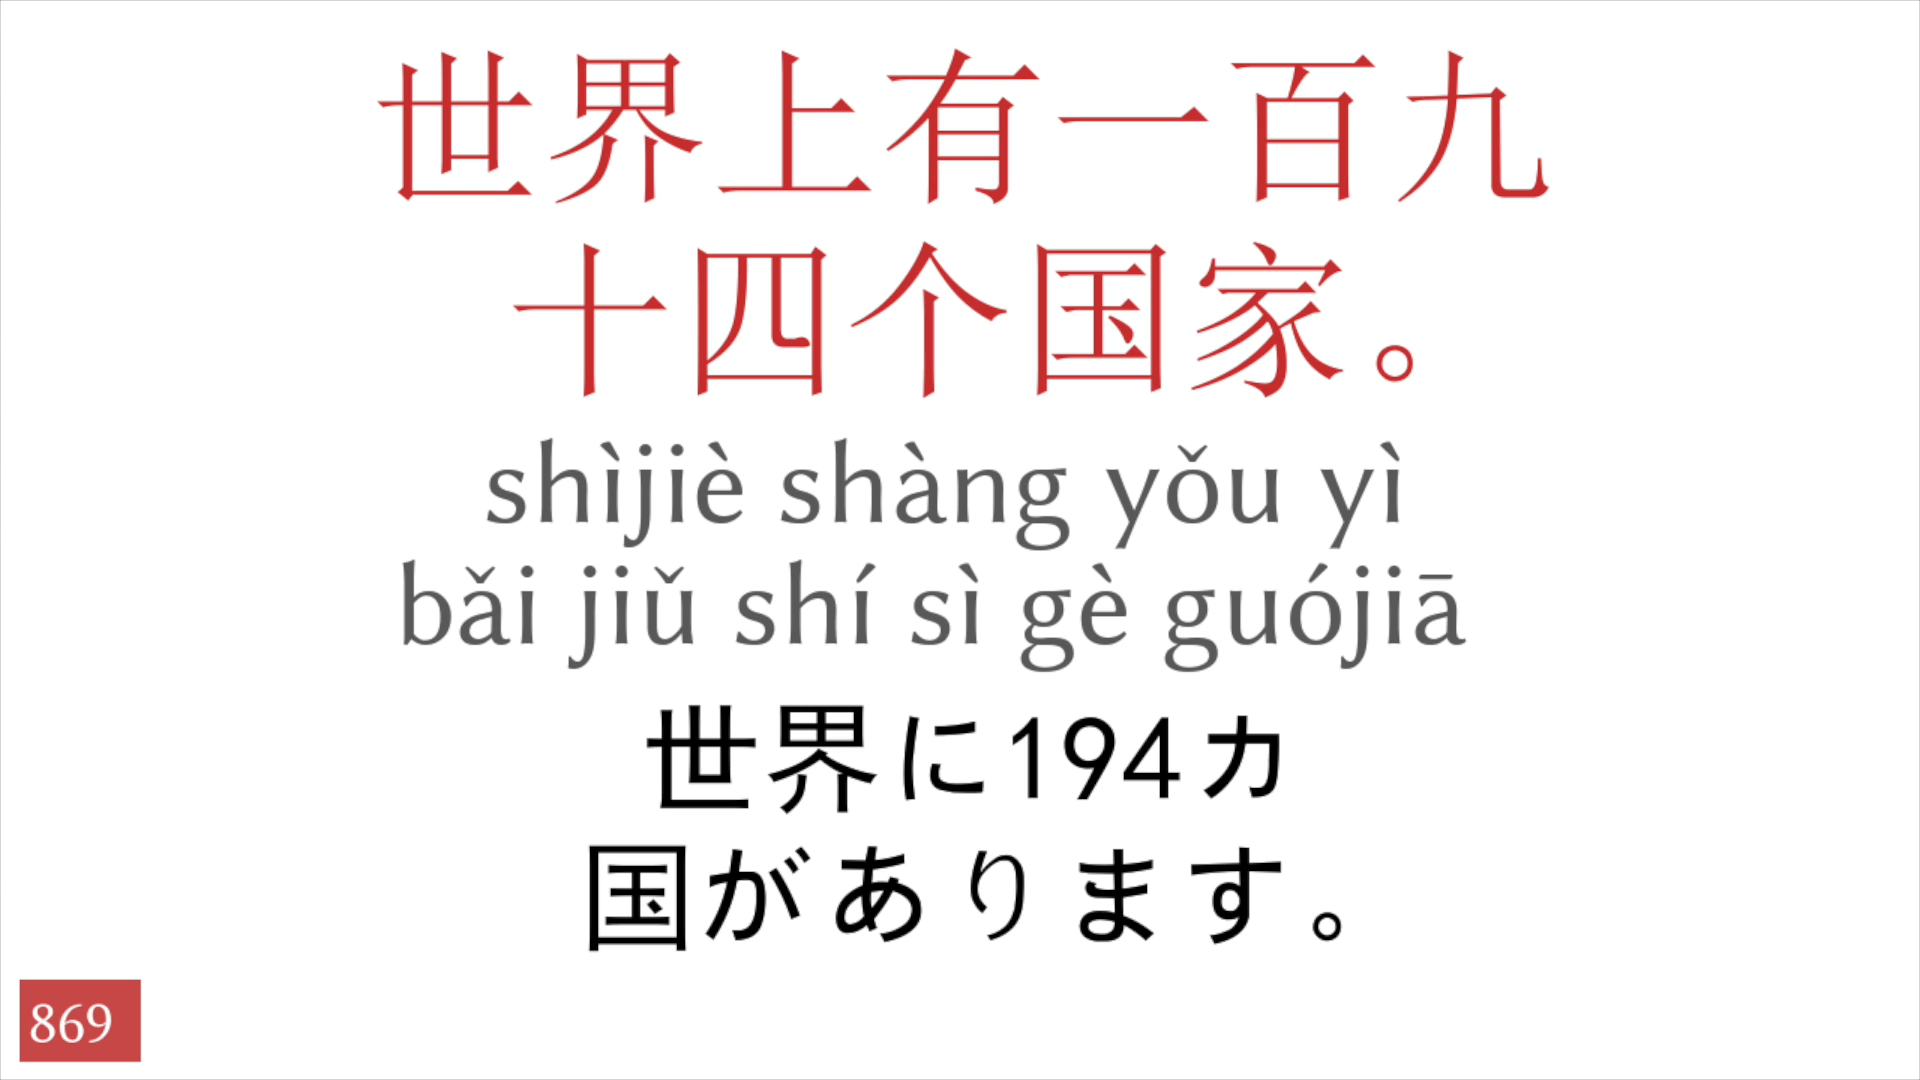 世界上有一百九
十四个国家。
shìjiè shàng yǒu yì
bǎi jiǔ shí sì gè guójiā
世界に194カ
国があります。
869